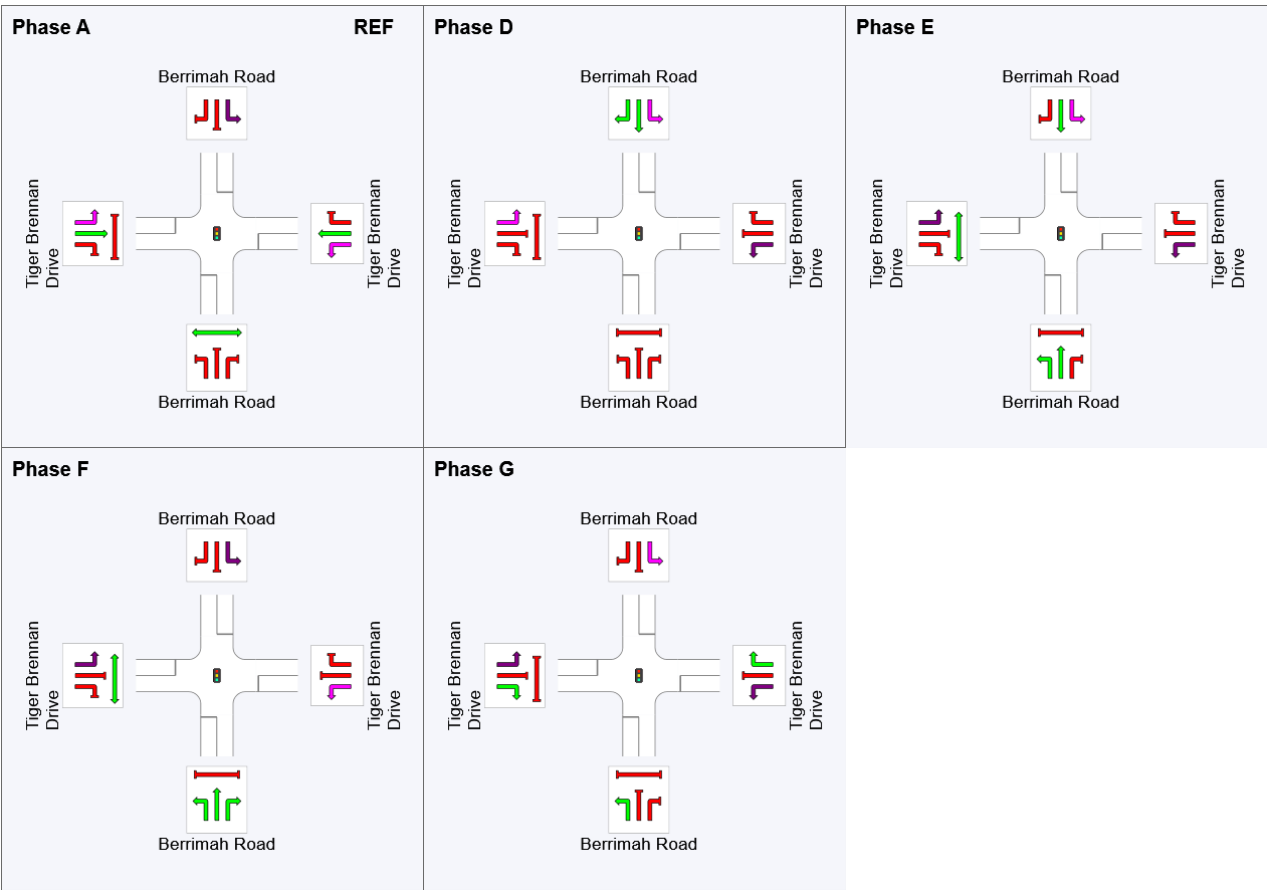 Phase A
REF
Berrimah Road
Tiger Brennan
Drive
Tiger Brennan
Drive
Berrimah Road
Phase D
Berrimah Road
Tiger Brennan
Drive
Tiger Brennan
Drive
Berrimah Road
Phase E
Berrimah Road
Tiger Brennan
Drive
Tiger Brennan
Drive
Berrimah Road
Phase F
Berrimah Road
Tiger Brennan
Drive
Tiger Brennan
Drive
Berrimah Road
Phase G
Berrimah Road
Tiger Brennan
Drive
Tiger Brennan
Drive
Berrimah Road